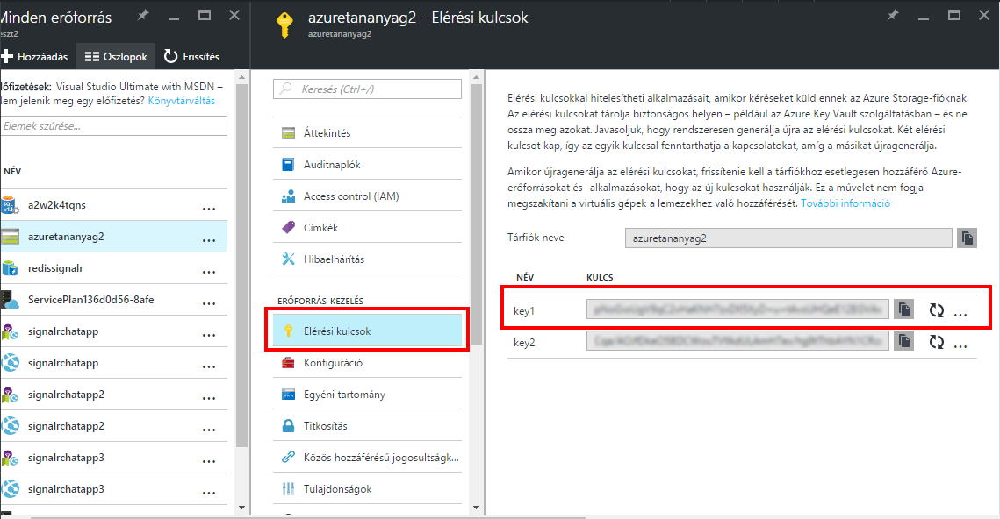 Minden erőforrás
eszt2
Hozzáadás
Oszlopok
Frissítés
lőfizetések: Visual Studio Ultimate with MSDN –
lem jelenik meg egy előfizetés? Könyvtárváltás
Elemek szűrése...
NÉV
a2w2k4tqns
...
azuretananyag2
...
redissignalr
...
ServicePlan136d0d56-8afe
...
signalrchatapp
...
signalrchatapp
...
signalrchatapp2
...
signalrchatapp2
...
signalrchatapp3
...
signalrchatapp3
...
azuretananyag2 - Elérési kulcsok
azuretananyag2
Keresés (Ctrl+/)
Áttekintés
Auditnaplók
Access control (IAM)
Címkék
Hibaelhárítás
ERŐFORRÁS-KEZELÉS
Elérési kulcsok
Konfiguráció
Egyéni tartomány
Titkosítás
Közös hozzáférésű jogosultságk...
Tulajdonságok
Elérési kulcsokkal hitelesítheti alkalmazásait, amikor kéréseket küld ennek az Azure Storage-fióknak.
Az elérési kulcsokat tárolja biztonságos helyen – például az Azure Key Vault szolgáltatásban – és ne
ossza meg azokat. Javasoljuk, hogy rendszeresen generálja újra az elérési kulcsokat. Két elérési
kulcsot kap, így az egyik kulccsal fenntarthatja a kapcsolatokat, amíg a másikat újragenerálja.
Amikor újragenerálja az elérési kulcsokat, frissítenie kell a tárfiókhoz esetlegesen hozzáférő Azure-
erőforrásokat és -alkalmazásokat, hogy az új kulcsokat használják. Ez a művelet nem fogja
megszakítani a virtuális gépek a lemezekhez való hozzáférését. További információ
Tárfiók neve
azuretananyag2
NÉV
KULCS
key1
...
key2
...